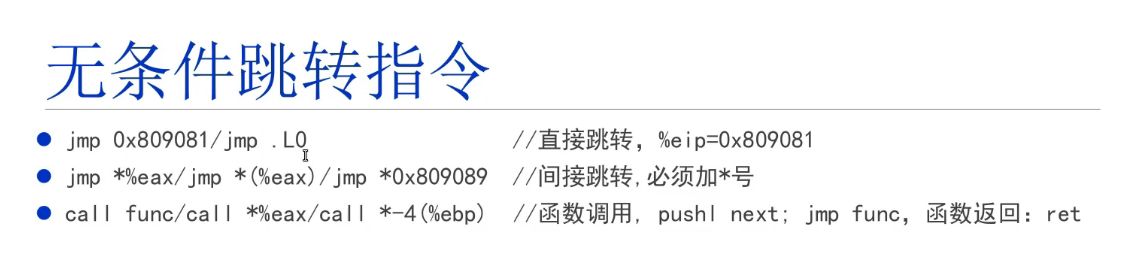 无条件跳转指令
jmp 0x809081/jmp .L0 //直接跳转，%eip=0x809081
jmp *%eax/jmp *(%eax)/jmp *0x809089 //间接跳转,必须加*号
call func/call *%eax/call *-4(%ebp) //函数调用, pushl next; jmp func，函数返回：ret